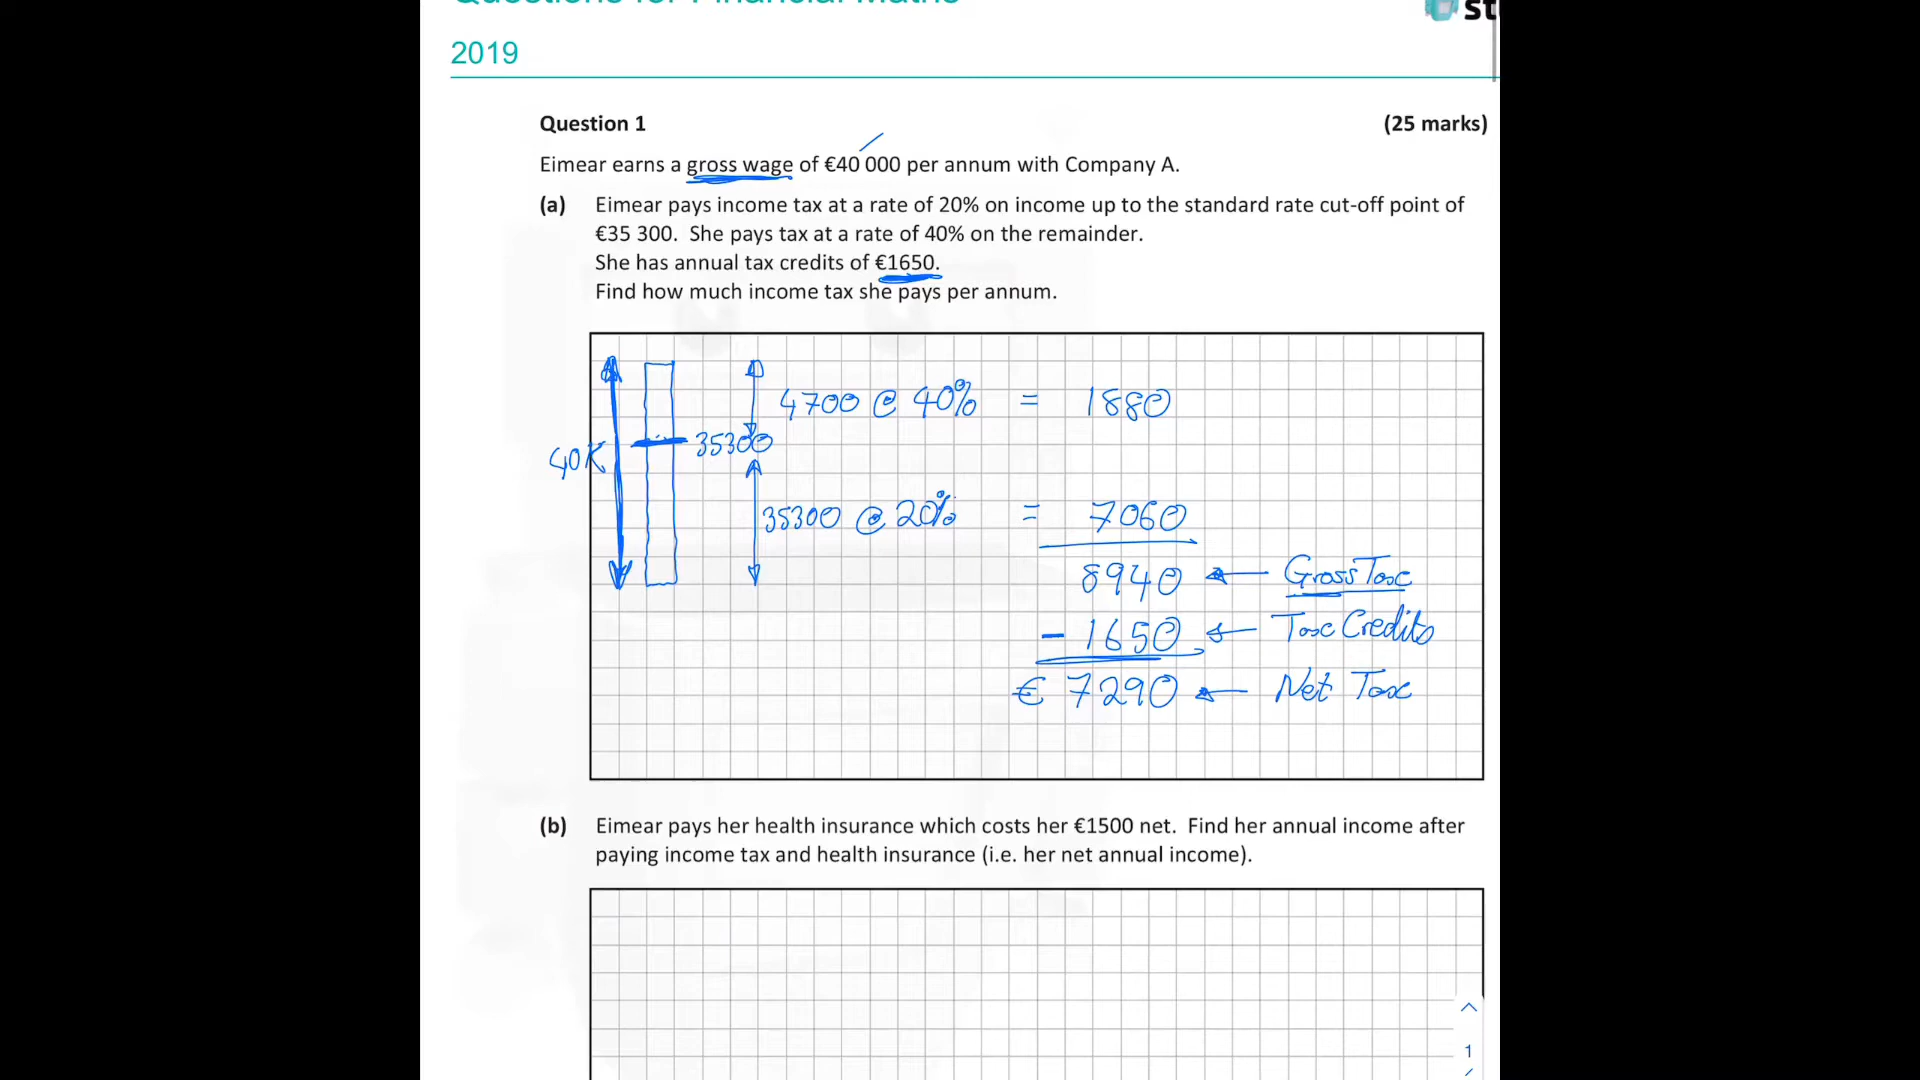 Questions for Financial Maths
st
2019
Question 1 (25 marks)
Eimear earns a gross wage of €40 000 per annum with Company A.
(a) Eimear pays income tax at a rate of 20% on income up to the standard rate cut-off point of
€35 300. She pays tax at a rate of 40% on the remainder.
She has annual tax credits of €1650.
Find how much income tax she pays per annum.
4700 @ 40% = 1880
40K
35300
35300 @ 20% = 7060
8940 ← Gross Tax
- 1650 ← Tax Credits
€ 7290 ← Net Tax
(b) Eimear pays her health insurance which costs her €1500 net. Find her annual income after
paying income tax and health insurance (i.e. her net annual income).
1